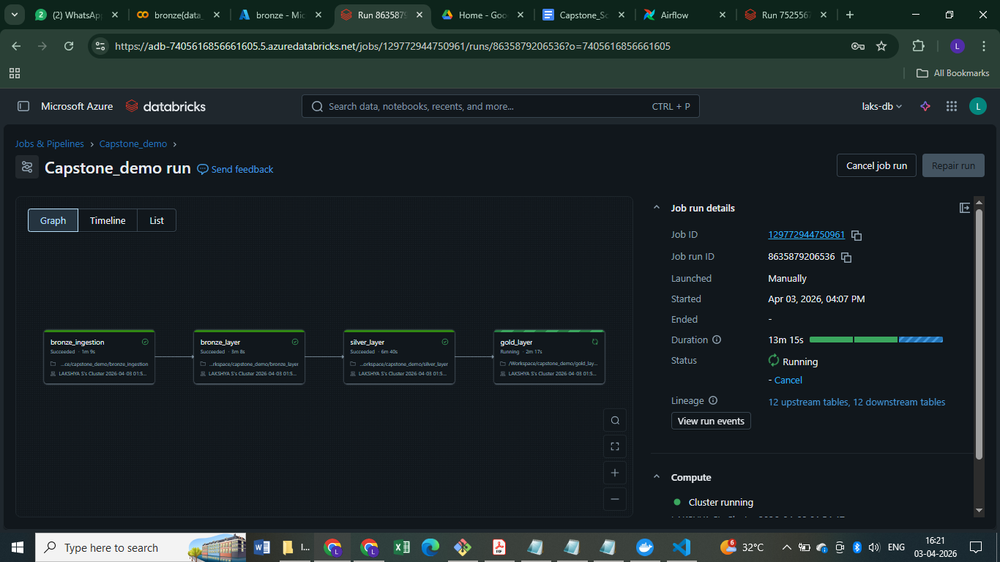 2 (2) WhatsApp
bronze(data_
bronze - Mic
Run 8635879
Home - Goo
Capstone_Sc
Airflow
Run 7525567
https://adb-7405616856661605.5.azuredatabricks.net/jobs/129772944750961/runs/8635879206536?o=7405616856661605
L
All Bookmarks
Microsoft Azure databricks
Search data, notebooks, recents, and more... CTRL + P
laks-db
L
Jobs & Pipelines › Capstone_demo ›
Capstone_demo run Send feedback
Cancel job run Repair run
Graph Timeline List
bronze_ingestion
Succeeded · 1m 9s
...ce/capstone_demo/bronze_ingestion
LAKSHYA S's Cluster 2026-04-03 01:5...
bronze_layer
Succeeded · 3m 8s
...rkspace/capstone_demo/bronze_layer
LAKSHYA S's Cluster 2026-04-03 01:5...
silver_layer
Succeeded · 6m 40s
...orkspace/capstone_demo/silver_layer
LAKSHYA S's Cluster 2026-04-03 01:5...
gold_layer
Running · 2m 17s
/Workspace/capstone_demo/gold_lay...
LAKSHYA S's Cluster 2026-04-03 01:5...
Job run details
Job ID 129772944750961
Job run ID 8635879206536
Launched Manually
Started Apr 03, 2026, 04:07 PM
Ended -
Duration 13m 15s
Status Running
- Cancel
Lineage 12 upstream tables, 12 downstream tables
View run events
Compute
Cluster running
Type here to search
32°C
ENG
16:21
03-04-2026